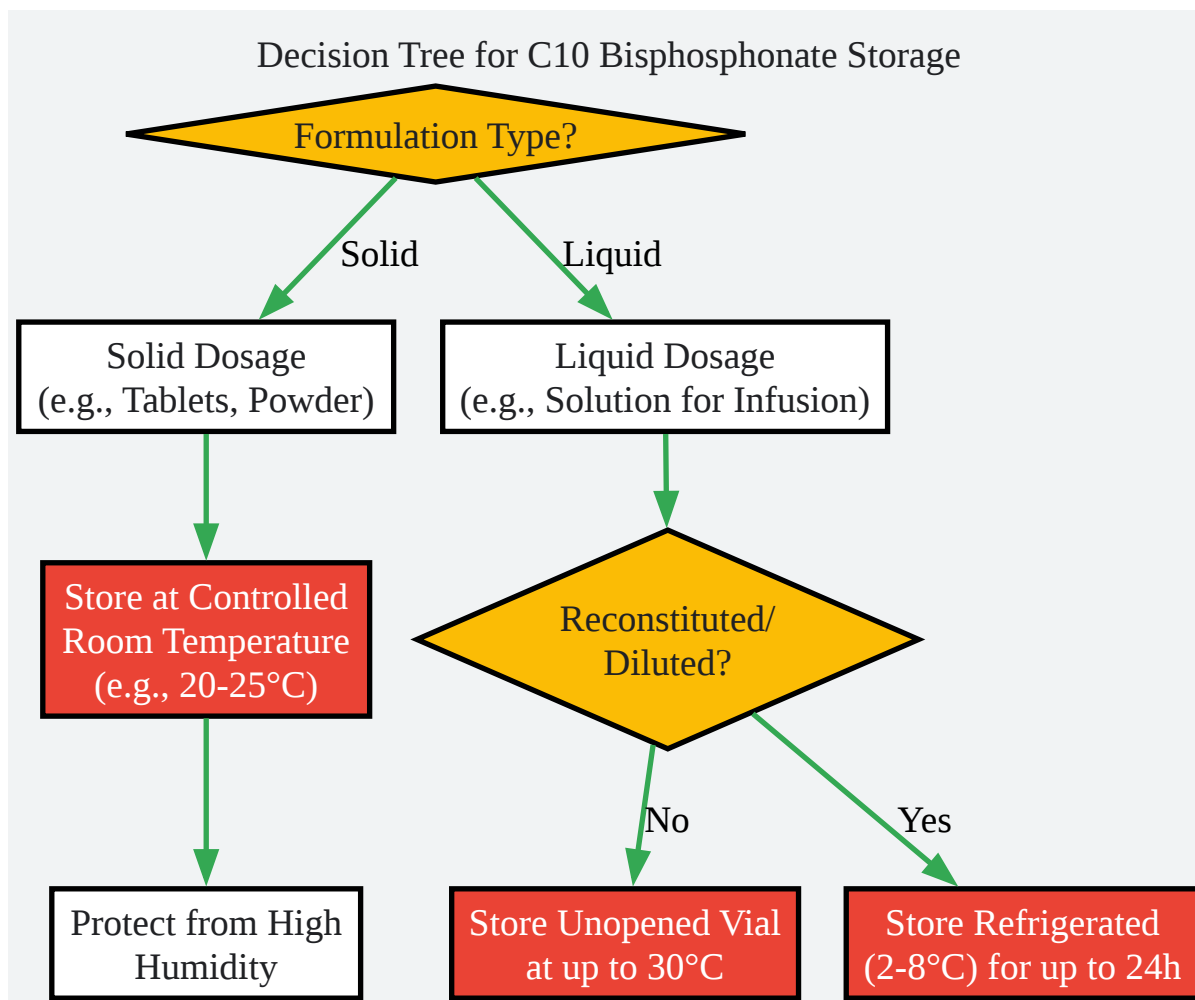 Decision Tree for C10 Bisphosphonate Storage
Formulation Type?
Solid
Liquid
Solid Dosage
(e.g., Tablets, Powder)
Liquid Dosage
(e.g., Solution for Infusion)
Store at Controlled
Room Temperature
(e.g., 20-25°C)
Reconstituted/
Diluted?
No
Yes
Protect from High
Humidity
Store Unopened Vial
at up to 30°C
Store Refrigerated
(2-8°C) for up to 24h